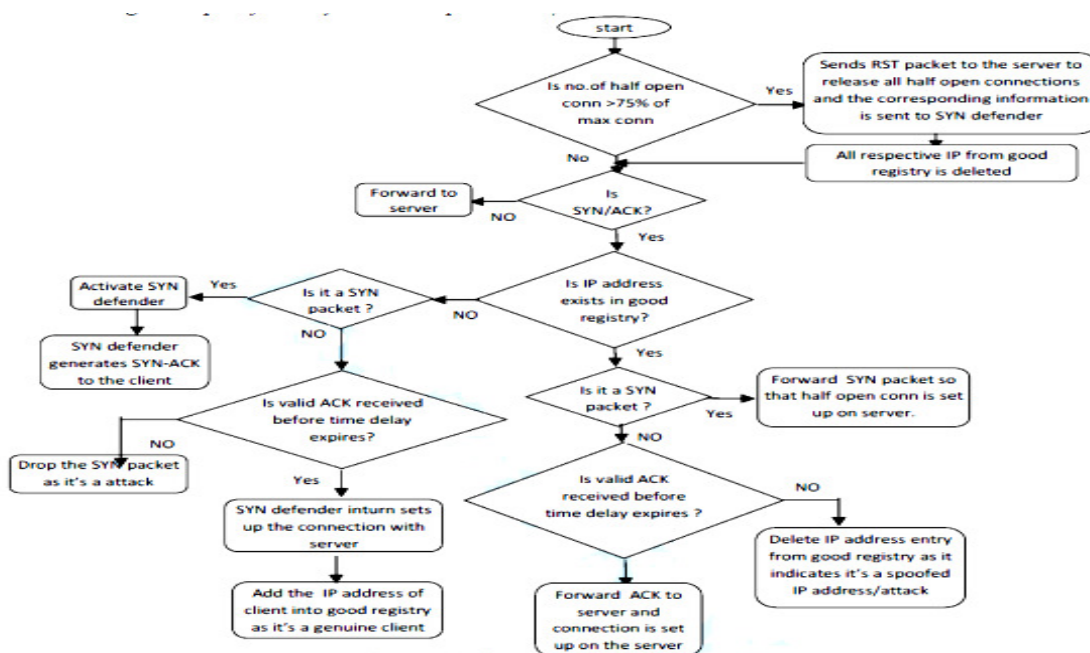 start
Is no.of half open
conn >75% of
max conn
Yes
Sends RST packet to the server to
release all half open connections
and the corresponding information
is sent to SYN defender
No
All respective IP from good
registry is deleted
Is
SYN/ACK?
NO
Forward to
server
Yes
Is IP address
exists in good
registry?
NO
Is it a SYN
packet ?
Yes
Activate SYN
defender
SYN defender
generates SYN-ACK
to the client
NO
Is valid ACK received
before time delay
expires?
NO
Drop the SYN packet
as it's a attack
Yes
SYN defender inturn sets
up the connection with
server
Add the IP address of
client into good registry
as it's a genuine client
Yes
Is it a SYN
packet ?
Yes
Forward SYN packet so
that half open conn is set
up on server.
NO
Is valid ACK
received before
time delay expires ?
NO
Delete IP address entry
from good registry as it
indicates it's a spoofed
IP address/attack
Yes
Forward ACK to
server and
connection is set
up on the server